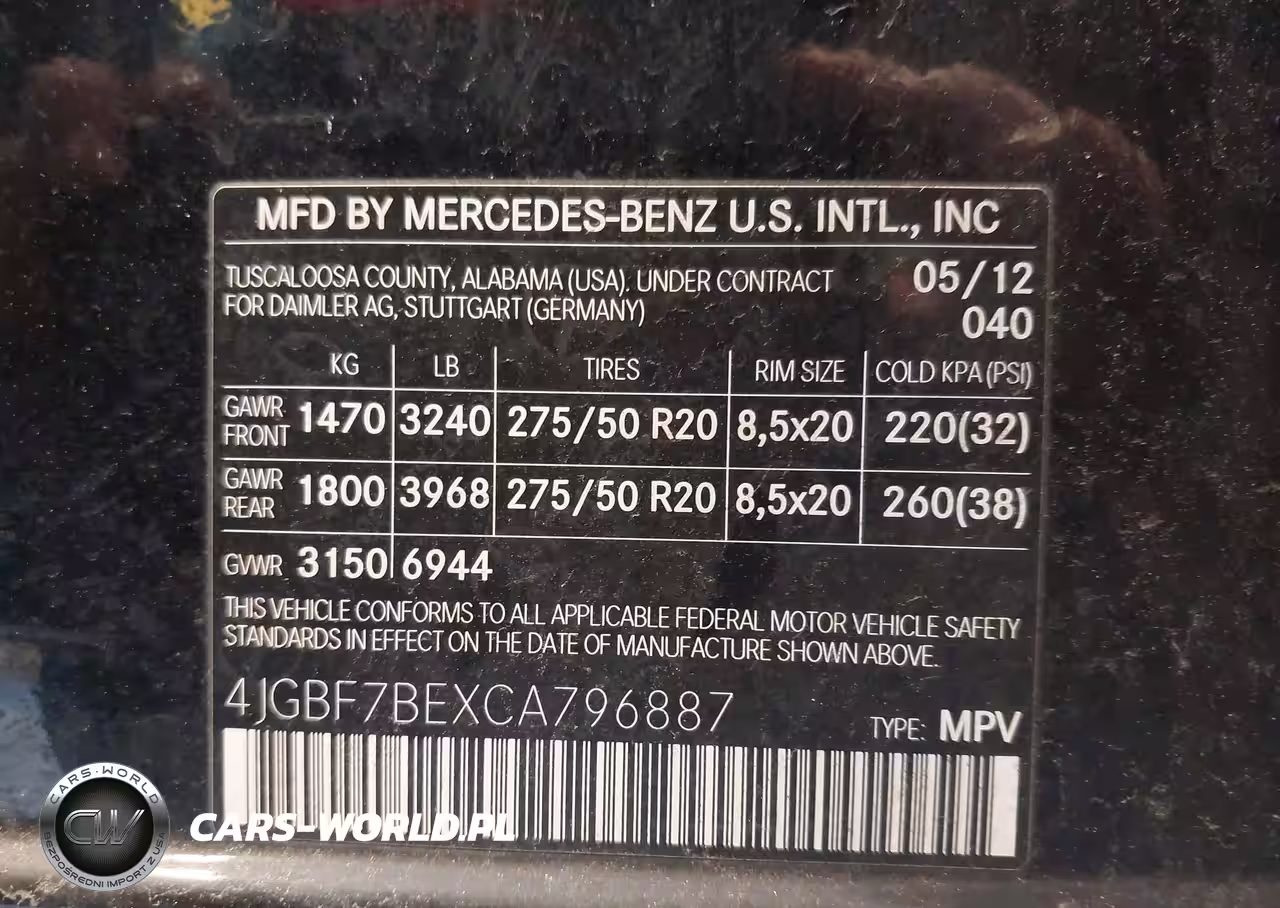 MFD BY MERCEDES-BENZ U.S. INTL., INC
TUSCALOOSA COUNTY, ALABAMA (USA). UNDER CONTRACT
FOR DAIMLER AG, STUTTGART (GERMANY)
05/12
040
KG LB TIRES RIM SIZE COLD KPA (PSI)
GAWR FRONT 1470 3240 275/50 R20 8,5x20 220(32)
GAWR REAR 1800 3968 275/50 R20 8,5x20 260(38)
GVWR 3150 6944
THIS VEHICLE CONFORMS TO ALL APPLICABLE FEDERAL MOTOR VEHICLE SAFETY
STANDARDS IN EFFECT ON THE DATE OF MANUFACTURE SHOWN ABOVE.
4JGBF7BEXCA796887
TYPE: MPV
CARS-WORLD
CW
BEZPOŚREDNI IMPORT Z USA
CARS-WORLD.PL